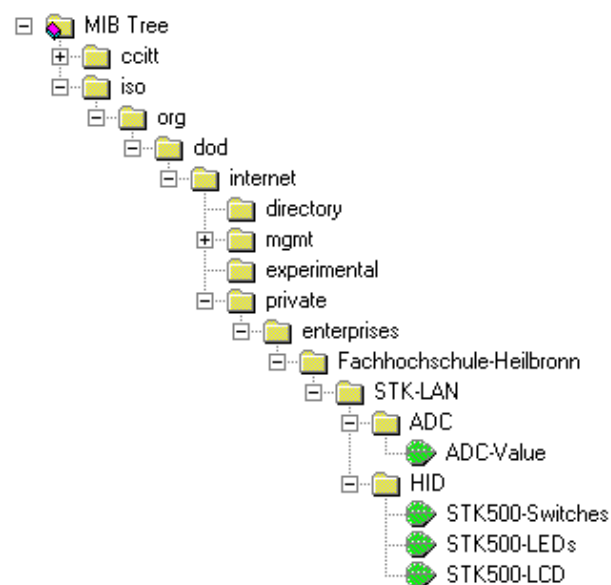 MIB Tree
ccitt
iso
org
dod
internet
directory
mgmt
experimental
private
enterprises
Fachhochschule-Heilbronn
STK-LAN
ADC
ADC-Value
HID
STK500-Switches
STK500-LEDs
STK500-LCD